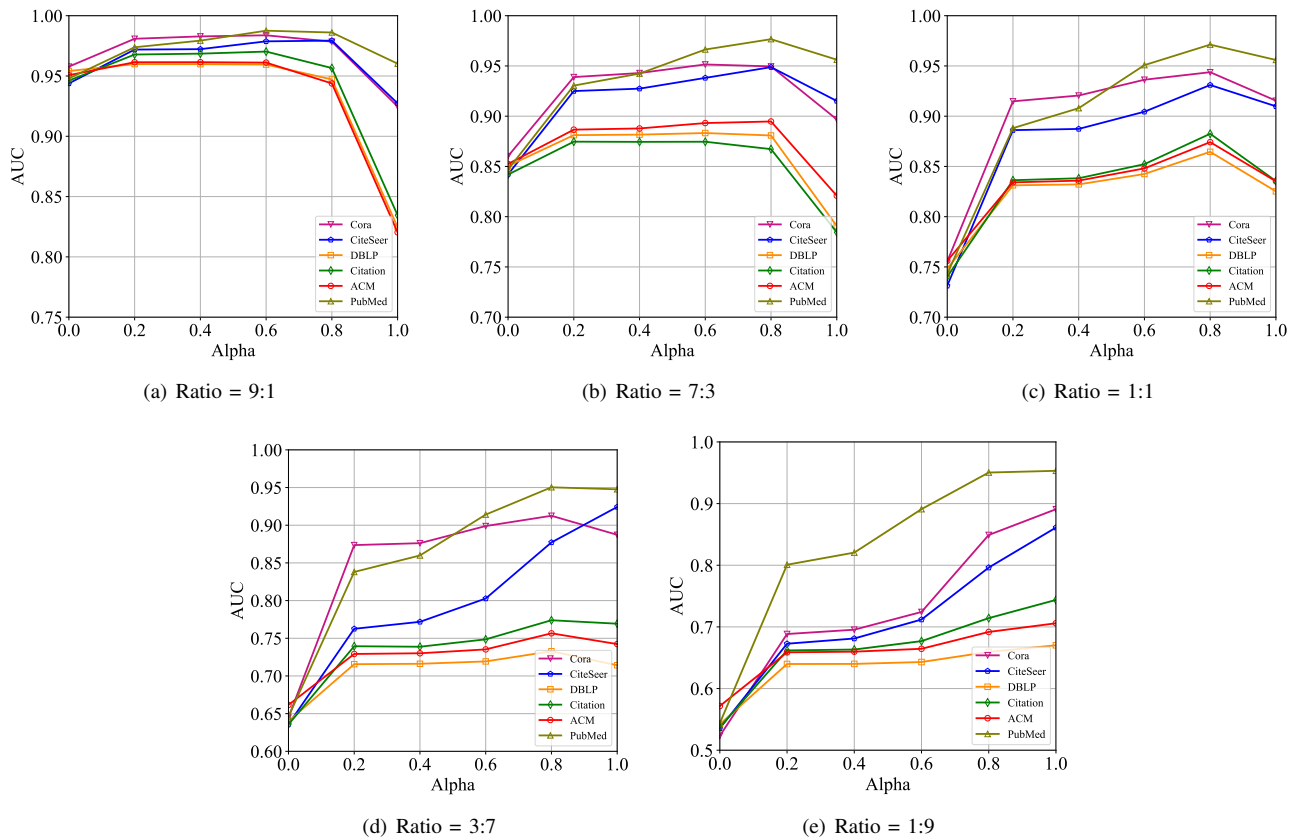 1.00
0.95
0.90
0.85
0.80
0.75
AUC
0.0 0.2 0.4 0.6 0.8 1.0
Alpha
Cora
CiteSeer
DBLP
Citation
ACM
PubMed
(a) Ratio = 9:1
1.00
0.95
0.90
0.85
0.80
0.75
0.70
AUC
0.0 0.2 0.4 0.6 0.8 1.0
Alpha
Cora
CiteSeer
DBLP
Citation
ACM
PubMed
(b) Ratio = 7:3
1.00
0.95
0.90
0.85
0.80
0.75
0.70
AUC
0.0 0.2 0.4 0.6 0.8 1.0
Alpha
Cora
CiteSeer
DBLP
Citation
ACM
PubMed
(c) Ratio = 1:1
1.00
0.95
0.90
0.85
0.80
0.75
0.70
0.65
0.60
AUC
0.0 0.2 0.4 0.6 0.8 1.0
Alpha
Cora
CiteSeer
DBLP
Citation
ACM
PubMed
(d) Ratio = 3:7
1.0
0.9
0.8
0.7
0.6
0.5
AUC
0.0 0.2 0.4 0.6 0.8 1.0
Alpha
Cora
CiteSeer
DBLP
Citation
ACM
PubMed
(e) Ratio = 1:9